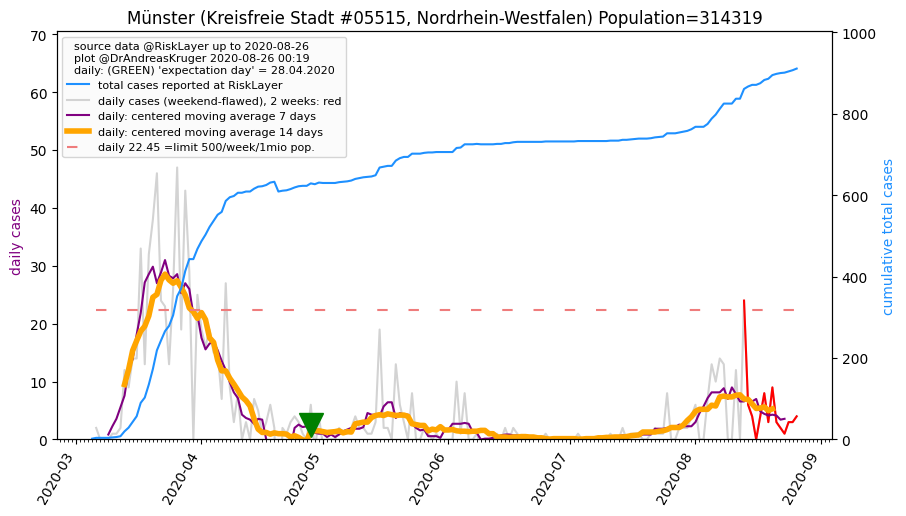 Münster (Kreisfreie Stadt #05515, Nordrhein-Westfalen) Population=314319
source data @RiskLayer up to 2020-08-26
plot @DrAndreasKruger 2020-08-26 00:19
daily: (GREEN) 'expectation day' = 28.04.2020
total cases reported at RiskLayer
daily cases (weekend-flawed), 2 weeks: red
daily: centered moving average 7 days
daily: centered moving average 14 days
daily 22.45 =limit 500/week/1mio pop.
daily cases
70
60
50
40
30
20
10
0
1000
800
600
400
200
0
cumulative total cases
2020-03
2020-04
2020-05
2020-06
2020-07
2020-08
2020-09